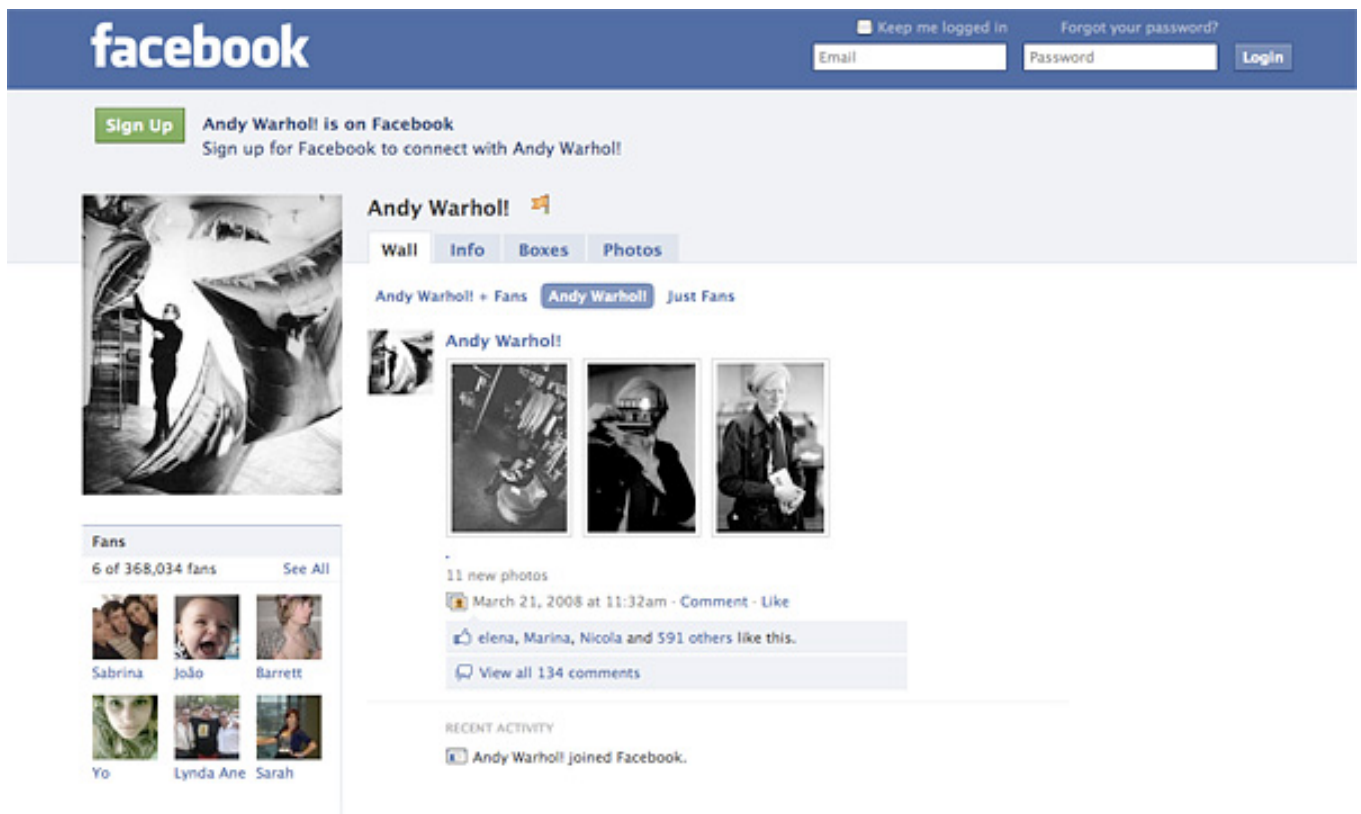 facebook
Keep me logged in Forgot your password?
Email Password Login
Sign Up
Andy Warhol! is on Facebook
Sign up for Facebook to connect with Andy Warhol!
Andy Warhol!
Wall Info Boxes Photos
Andy Warhol! + Fans Andy Warhol! Just Fans
Andy Warhol!
11 new photos
March 21, 2008 at 11:32am · Comment · Like
elena, Marina, Nicola and 591 others like this.
View all 134 comments
RECENT ACTIVITY
Andy Warhol! joined Facebook.
Fans
6 of 368,034 fans See All
Sabrina João Barrett
Yo Lynda Ane Sarah